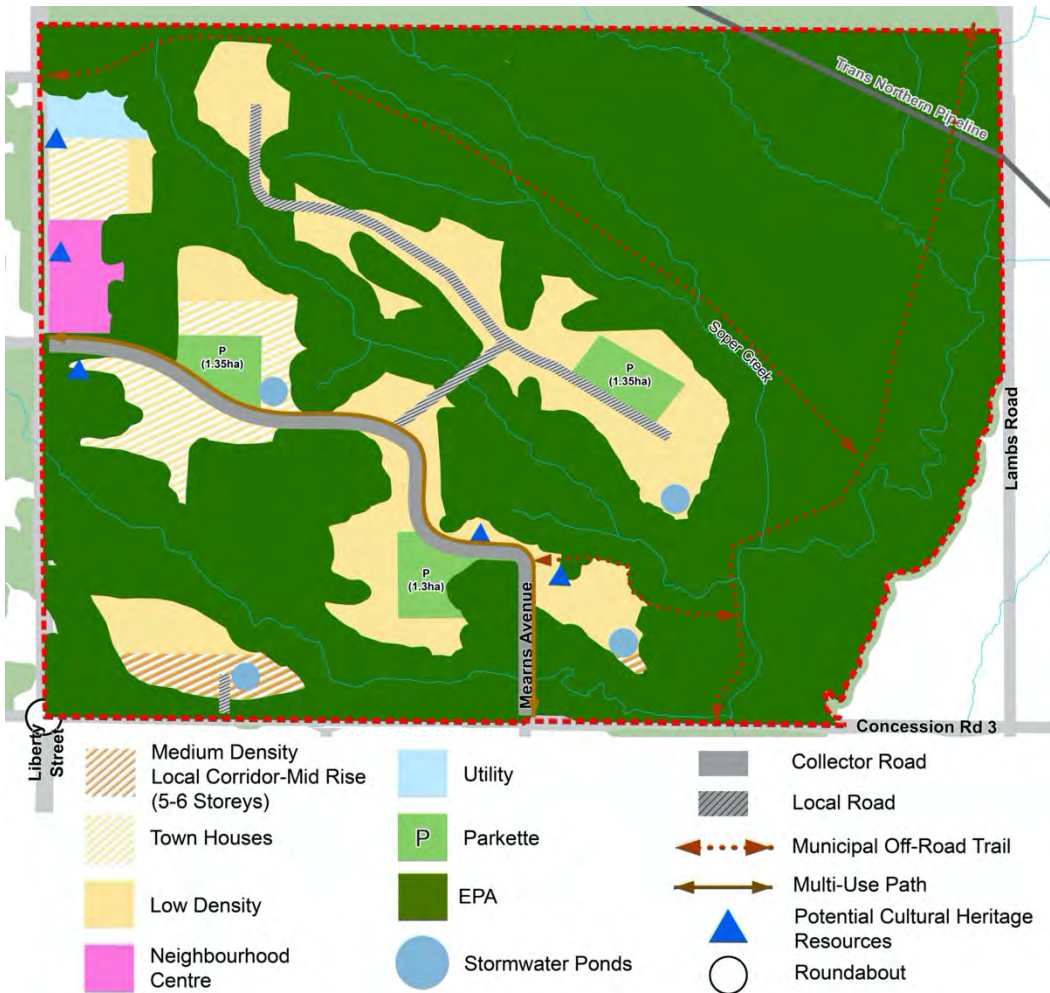 Trans Northern Pipeline
P
(1.35ha)
P
(1.35ha)
Soper Creek
Lambs Road
P
(1.3ha)
Mearns Avenue
Concession Rd 3
Liberty
Street
Medium Density
Local Corridor-Mid Rise
(5-6 Storeys)
Town Houses
Low Density
Neighbourhood
Centre
Utility
P
Parkette
EPA
Stormwater Ponds
Collector Road
Local Road
Municipal Off-Road Trail
Multi-Use Path
Potential Cultural Heritage
Resources
Roundabout